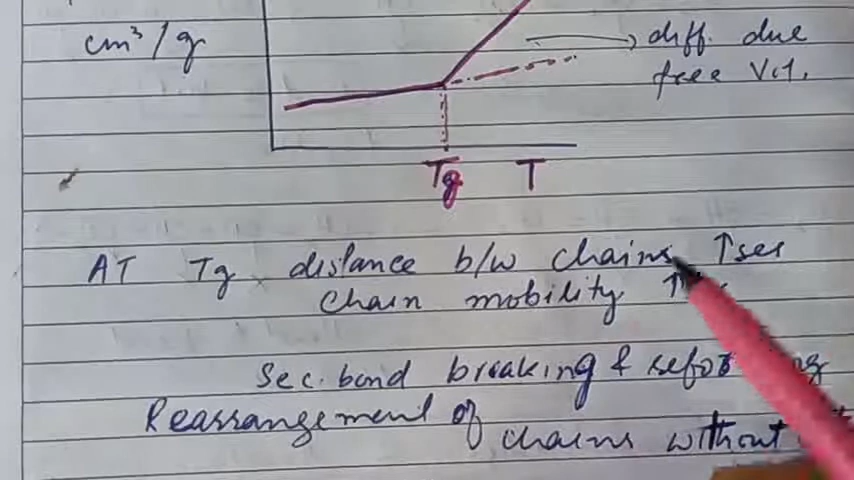 cm³/g
diff. due
free Vol.
Tg T
AT Tg distance b/w chains ↑ses
chain mobility ↑
Sec. bond breaking &
Rearrangement of
chains without